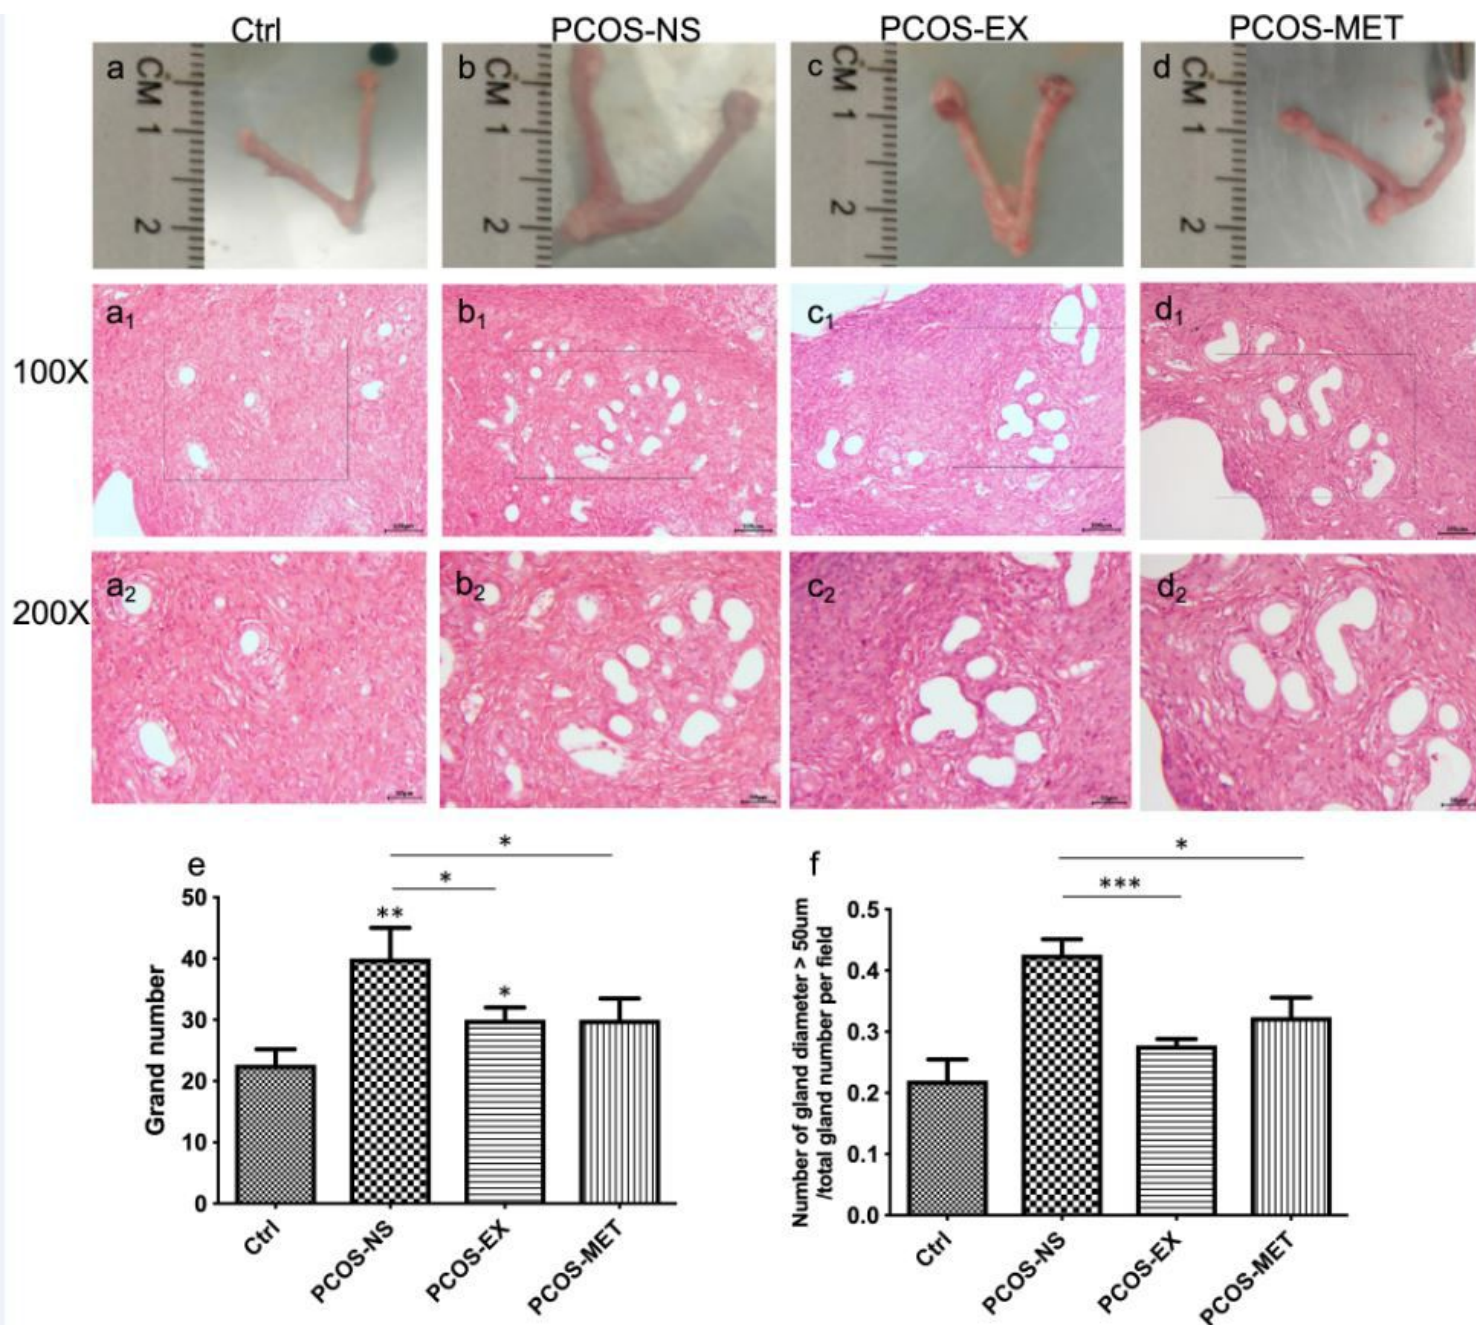 Ctrl PCOS-NS PCOS-EX PCOS-MET
a b c d
CM 1 2 CM 1 2 CM 1 2 CM 1 2
100X a1 b1 c1 d1
200X a2 b2 c2 d2
e
*
*
** *
Grand number
50
40
30
20
10
0
Ctrl PCOS-NS PCOS-EX PCOS-MET
f
*
***
Number of gland diameter > 50um
/total gland number per field
0.5
0.4
0.3
0.2
0.1
0.0
Ctrl PCOS-NS PCOS-EX PCOS-MET